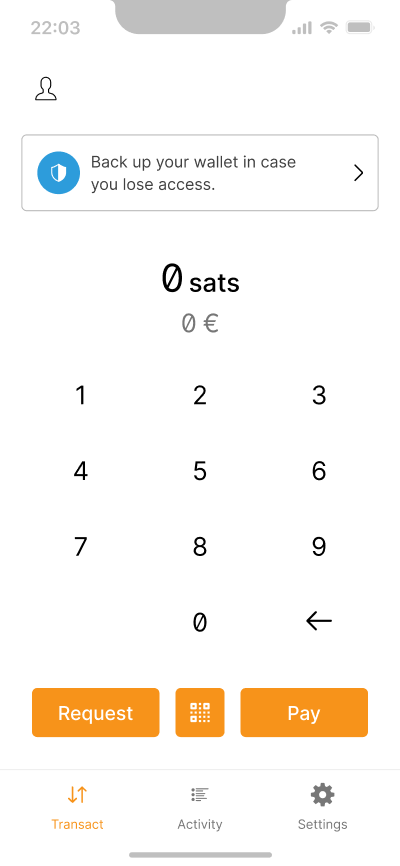 22:03
Back up your wallet in case
you lose access.
0 sats
0 €
1 2 3
4 5 6
7 8 9
0
Request Pay
Transact Activity Settings